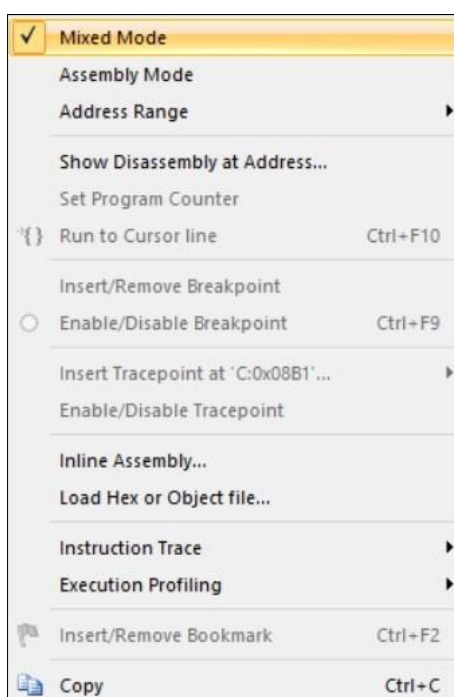 Mixed Mode
Assembly Mode
Address Range
Show Disassembly at Address...
Set Program Counter
Run to Cursor line Ctrl+F10
Insert/Remove Breakpoint
Enable/Disable Breakpoint Ctrl+F9
Insert Tracepoint at 'C:0x08B1'...
Enable/Disable Tracepoint
Inline Assembly...
Load Hex or Object file...
Instruction Trace
Execution Profiling
Insert/Remove Bookmark Ctrl+F2
Copy Ctrl+C